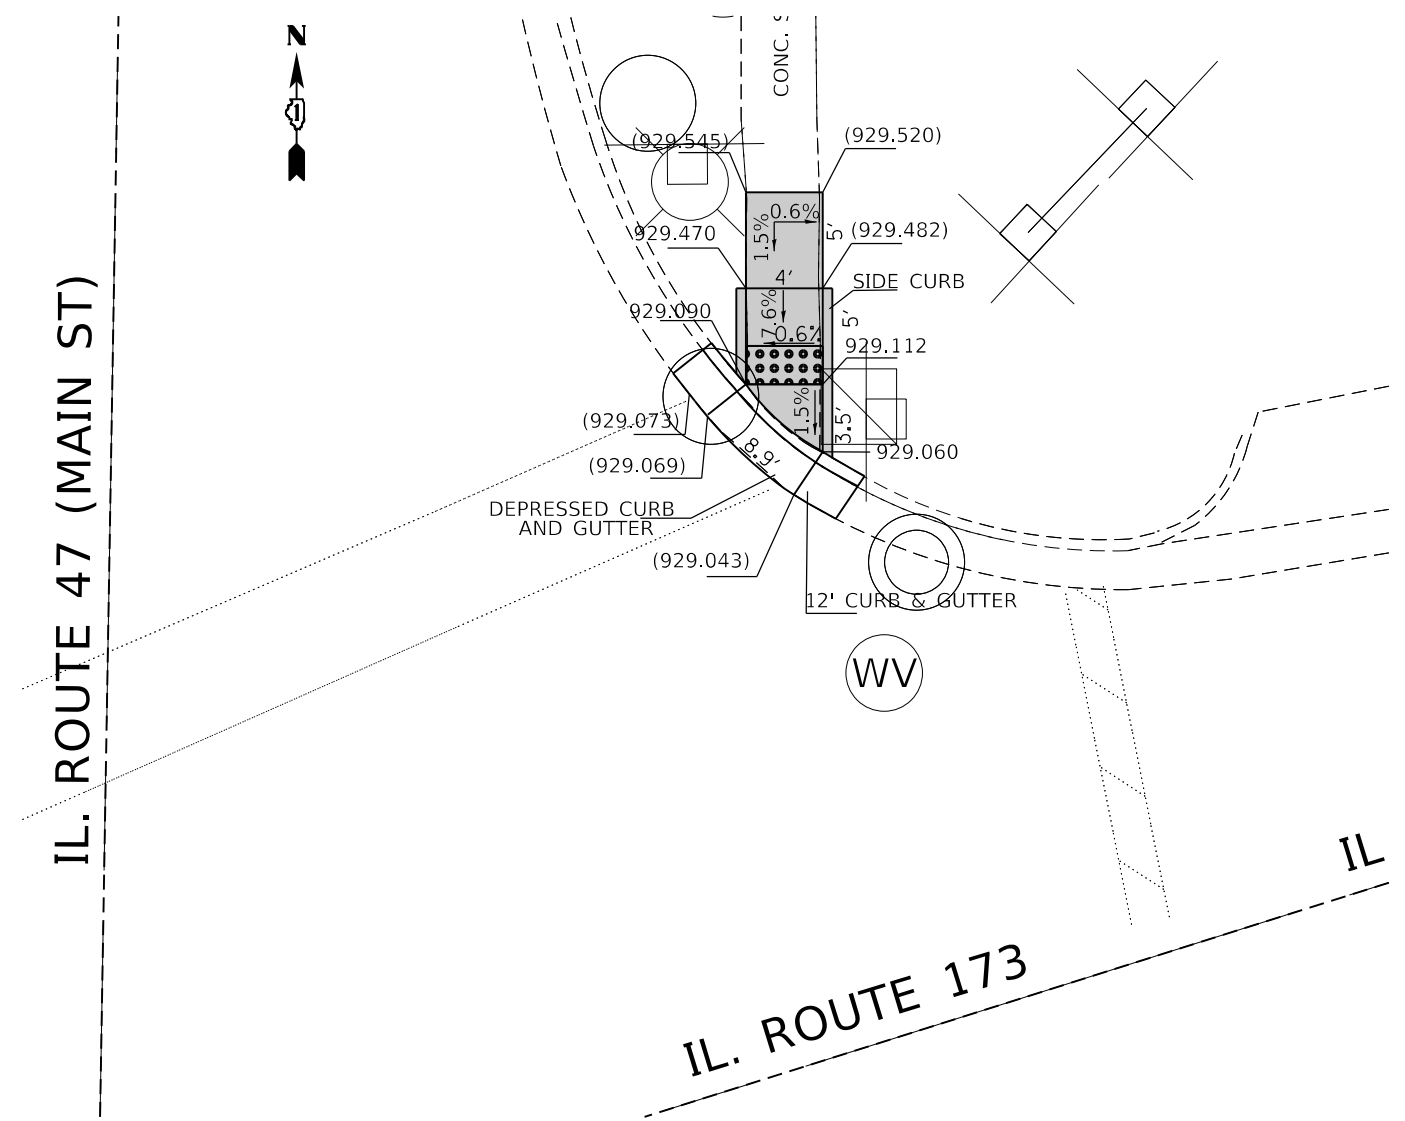 N
1
CONC. S
(929.545)
(929.520)
0.6%
1.5%
5'
929.470
(929.482)
4'
SIDE CURB
7.6%
929.090
5'
0.6%
929.112
1.5%
3.5'
(929.073)
929.060
8.9'
(929.069)
DEPRESSED CURB
AND GUTTER
(929.043)
12' CURB & GUTTER
WV
IL. ROUTE 47 (MAIN ST)
IL. ROUTE 173
IL